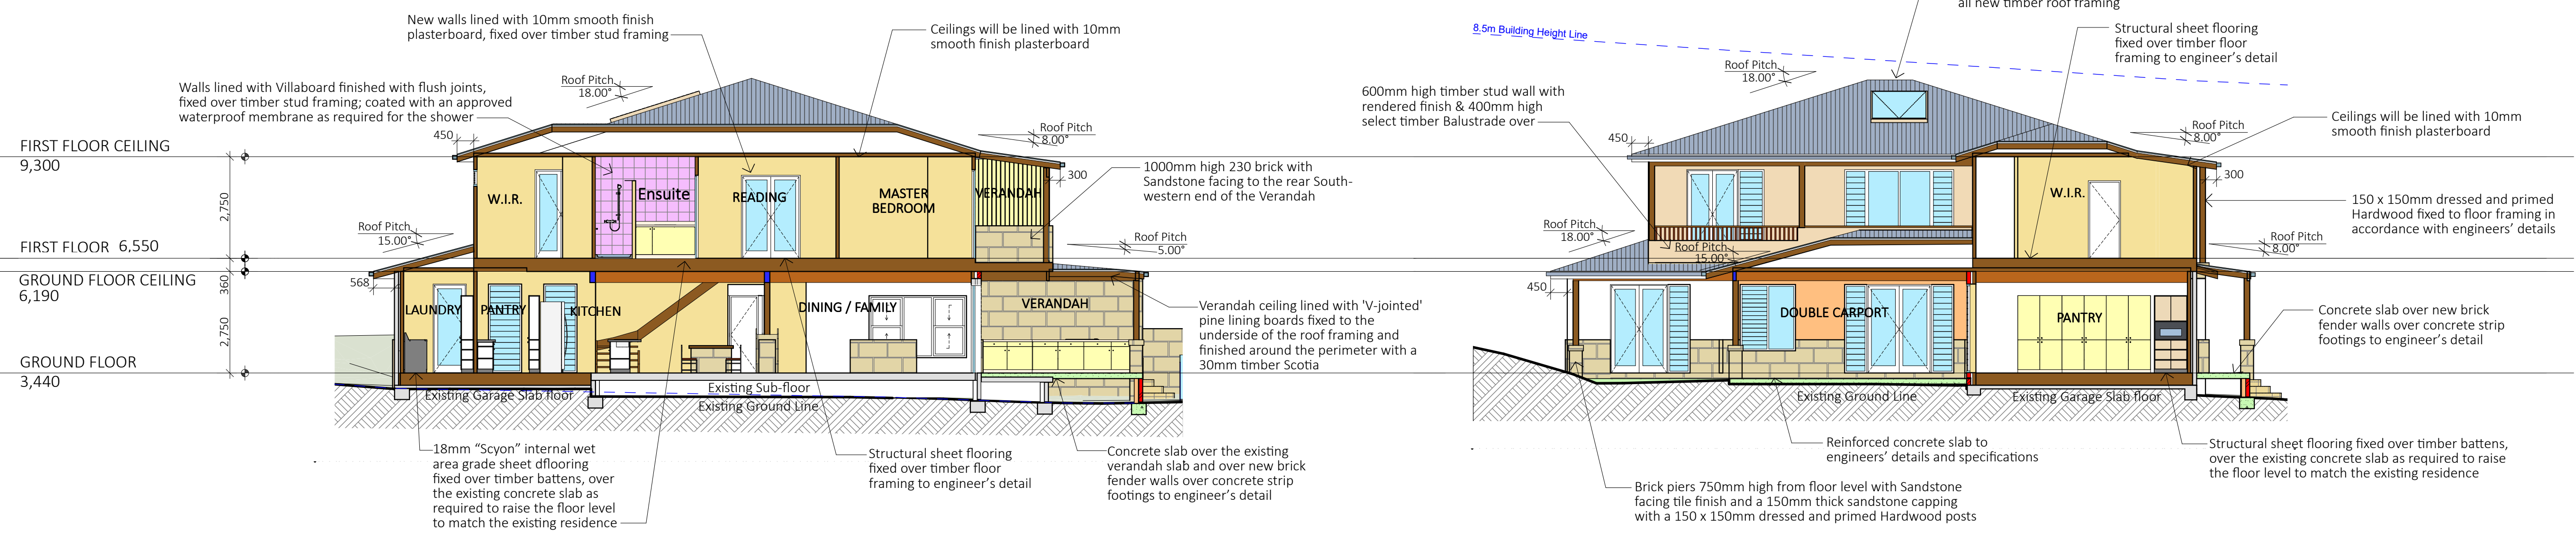 New walls lined with 10mm smooth finish
plasterboard, fixed over timber stud framing
Ceilings will be lined with 10mm
smooth finish plasterboard
Walls lined with Villaboard finished with flush joints,
fixed over timber stud framing; coated with an approved
waterproof membrane as required for the shower
Roof Pitch
18.00°
450
Roof Pitch
8.00°
FIRST FLOOR CEILING
9,300
1000mm high 230 brick with
Sandstone facing to the rear South-
western end of the Verandah
300
2,750
W.I.R.
Ensuite
READING
MASTER
BEDROOM
VERANDAH
Roof Pitch
15.00°
Roof Pitch
5.00°
FIRST FLOOR 6,550
GROUND FLOOR CEILING
6,190
360
568
2,750
LAUNDRY
PANTRY
KITCHEN
DINING / FAMILY
VERANDAH
Verandah ceiling lined with 'V-jointed'
pine lining boards fixed to the
underside of the roof framing and
finished around the perimeter with a
30mm timber Scotia
GROUND FLOOR
3,440
Existing Sub-floor
Existing Garage Slab floor
Existing Ground Line
18mm “Scyon” internal wet
area grade sheet dflooring
fixed over timber battens, over
the existing concrete slab as
required to raise the floor level
to match the existing residence
Structural sheet flooring
fixed over timber floor
framing to engineer’s detail
Concrete slab over the existing
verandah slab and over new brick
fender walls over concrete strip
footings to engineer’s detail
all new timber roof framing
8.5m Building Height Line
Structural sheet flooring
fixed over timber floor
framing to engineer’s detail
Roof Pitch
18.00°
600mm high timber stud wall with
rendered finish & 400mm high
select timber Balustrade over
450
Roof Pitch
8.00°
Ceilings will be lined with 10mm
smooth finish plasterboard
300
W.I.R.
150 x 150mm dressed and primed
Hardwood fixed to floor framing in
accordance with engineers’ details
Roof Pitch
18.00°
Roof Pitch
15.00°
Roof Pitch
8.00°
450
DOUBLE CARPORT
PANTRY
Concrete slab over new brick
fender walls over concrete strip
footings to engineer’s detail
Existing Ground Line
Existing Garage Slab floor
Reinforced concrete slab to
engineers’ details and specifications
Structural sheet flooring fixed over timber battens,
over the existing concrete slab as required to raise
the floor level to match the existing residence
Brick piers 750mm high from floor level with Sandstone
facing tile finish and a 150mm thick sandstone capping
with a 150 x 150mm dressed and primed Hardwood posts